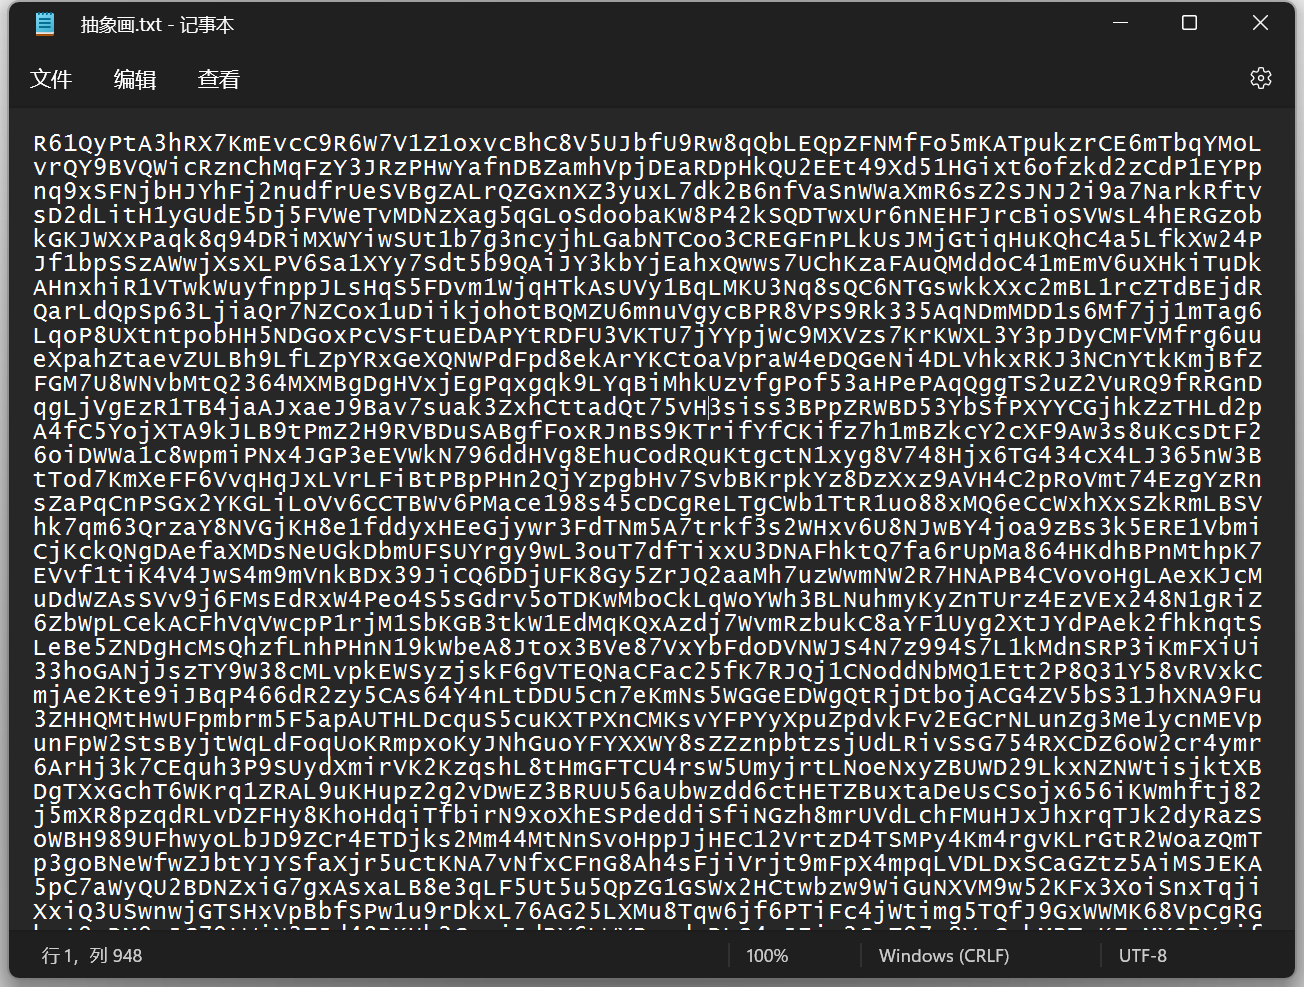 抽象画.txt - 记事本
文件 编辑 查看
R61QyPtA3hRX7KmEvcC9R6W7V1Z1oxvcBhC8V5UJbfU9Rw8qQbLEQpZFNMfFo5mKATpukzrCE6mTbqYMoL
vrQY9BVQWicRznChMqFzY3JRzPHwYafnDBZamhVpjDEaRDpHkQU2EEt49Xd51HGixt6ofzkd2zCdP1EYPp
nq9xSFNjbHJYhFj2nudfrUeSVBgZALrQZGxnXZ3yuxL7dk2B6nfVaSnWWaXmR6sZ2SJNJ2i9a7NarkRftv
sD2dLitH1yGUdE5Dj5FVWeTvMDNzXag5qGLoSdoobaKW8P42kSQDTwxUr6nNEHFJrcBioSVWsL4hERGzob
kGKJWXxPaqk8q94DRiMXWYiwSUt1b7g3ncyjhLGabNTCoo3CREGFnPLkUsJMjGtiqHuKQhC4a5LfkXw24P
Jf1bpSSzAWwjXsXLPV6Sa1XYy7Sdt5b9QAiJY3kbYjEahxQwws7UChKzaFAuQMddoC41mEmV6uXHkiTuDk
AHnxhiR1VTwkWuyfnppJLsHqS5FDvm1WjqHTkAsUVy1BqLMKU3Nq8sQC6NTGswkkXxc2mBL1rcZTdBEjdR
QarLdQpSp63LjiaQr7NZCox1uDiikjohotBQMZU6mnuVgycBPR8VPS9Rk335AqNDmMDD1s6Mf7jj1mTag6
LqoP8UXtntpobHH5NDGoxPcVSFtuEDAPYtRDFU3VKTU7jYYpjWc9MXVzs7KrKWXL3Y3pJDyCMFVMfrg6uu
eXpahZtaevZULBh9LfLZpYRxGeXQNWPdFpd8ekArYKCtoaVpraW4eDQGeNi4DLVhkxRKJ3NCnYtkKmjBfZ
FGM7U8WNvbMtQ2364MXMBgDgHVxjEgPqxgqk9LYqBiMhkUzvfgPof53aHPePAqQggTS2uZ2VuRQ9fRRGnD
qgLjVgEzR1TB4jaAJxaeJ9Bav7suak3ZxhCttadQt75vH3siss3BPpZRWBD53YbSfPXYYCGjhkZzTHLd2p
A4fC5YojXTA9kJLB9tPmZ2H9RVBDuSABgfFoxRJnBS9KTrifYfCKifz7h1mBZkcY2cXF9Aw3s8uKcsDtF2
6oiDWWa1c8wpmiPNx4JGP3eEVWkN796ddHVg8EhuCodRQuKtgctN1xyg8V748Hjx6TG434cX4LJ365nW3B
tTod7KmXeFF6VvqHqJxLVrLFiBtPBpPHn2QjYzpgbHv7SvbBKrpkYz8DzXxz9AVH4C2pRoVmt74EzgYzRn
sZaPqCnPSGx2YKGLiLoVv6CCTBWv6PMace198s45cDCgReLTgCWb1TtR1uo88xMQ6eCcWxhXxSZkRmLBSV
hk7qm63QrzaY8NVGjKH8e1fddyxHEeGjywr3FdTNm5A7trkf3s2WHxv6U8NJwBY4joa9zBs3k5ERE1Vbmi
CjKckQNgDAefaXMDsNeUGkDbmUFSUYrgy9wL3ouT7dfTixxU3DNAFhktQ7fa6rUpMa864HKdhBPnMthpK7
EVvf1tiK4V4JwS4m9mVnkBDx39JiCQ6DDjUFK8Gy5ZrJQ2aaMh7uzWwmNW2R7HNAPB4CVovoHgLAexKJcM
uDdWZAsSVv9j6FMsEdRxW4Peo4S5sGdrv5oTDKwMboCkLqWoYWh3BLNuhmyKyZnTUrz4EzVEx248N1gRiZ
6ZbWpLCekACFhVqVwcpP1rjM1SbKGB3tkW1EdMqKQxAzdj7WvmRzbukC8aYF1Uyg2XtJYdPAek2fhknqtS
LeBe5ZNDgHcMsQhzfLnhPHnN19kWbeA8Jtox3BVe87VxYbFdoDVNWJS4N7z994S7L1kMdnSRP3iKmFXiUi
33hoGANjJszTY9W38cMLvpkEWSyzjskF6gVTEQNaCFac25fK7RJQj1CNoddNbMQ1Ett2P8Q31Y58vRVxkC
mjAe2Kte9iJBqP466dR2zy5CAs64Y4nLtDDU5cn7eKmNs5WGGeEDWgQtRjDtbojACG4ZV5bS31JhXNA9Fu
3ZHHQMtHwUFpmbrm5F5apAUTHLDcquS5cuKXTPXnCMKsvYFPYyXpuZpdvkFv2EGCrNLunZg3Me1ycnMEVp
unFpW2StsByjtWqLdFoqUoKRmpxoKyJNhGuoYFYXXWY8sZZznpbtzsjUdLRivSsG754RXCDZ6oW2cr4ymr
6ArHj3k7CEquh3P9SUydXmirVK2KzqshL8tHmGFTCU4rsW5UmyjrtLNoeNxyZBUWD29LkxNZNWtisjktXB
DgTXxGchT6WKrq1ZRAL9uKHupz2g2vDwEZ3BRUU56aUbwzdd6ctHETZBuxtaDeUsCSojx656iKWmhftj82
j5mXR8pzqdRLvDZFHy8KhoHdqiTfbirN9xoXhESPdeddiSfiNGzh8mrUVdLchFMuHJxJhxrqTJk2dyRazS
oWBH989UFhwyoLbJD9ZCr4ETDjks2Mm44MtNnSvoHppJjHEC12VrtzD4TSMPy4Km4rgvKLrGtR2WoazQmT
p3goBNeWfwZJbtYJYSfaXjr5uctKNA7vNfxCFnG8Ah4sFjiVrjt9mFpX4mpqLVDLDxSCaGZtz5AiMSJEKA
5pC7aWyQU2BDNZxiG7gxAsxaLB8e3qLF5Ut5u5QpZG1GSWx2HCtwbzw9WiGuNXVM9w52KFx3XoiSnxTqji
XxiQ3USwnwjGTSHxVpBbfSPw1u9rDkxL76AG25LXMu8Tqw6jf6PTiFc4jWtimg5TQfJ9GxWWMK68VpCgRG
行 1，列 948 100% Windows (CRLF) UTF-8